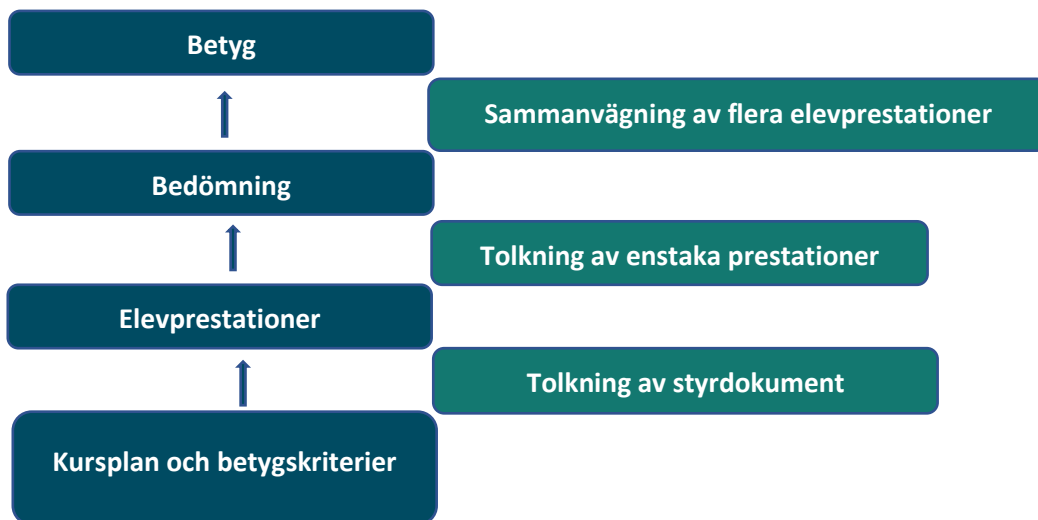 Betyg
Sammanvägning av flera elevprestationer
Bedömning
Tolkning av enstaka prestationer
Elevprestationer
Tolkning av styrdokument
Kursplan och betygskriterier